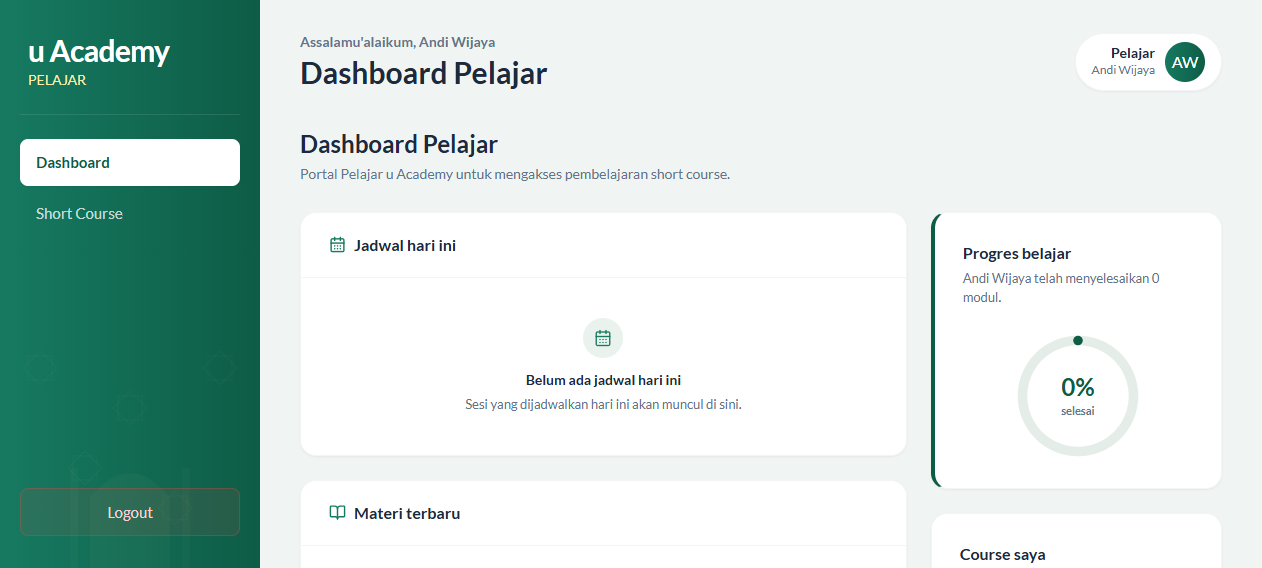 u Academy
PELAJAR
Dashboard
Short Course
Logout
Assalamu'alaikum, Andi Wijaya
Dashboard Pelajar
Pelajar
Andi Wijaya
AW
Dashboard Pelajar
Portal Pelajar u Academy untuk mengakses pembelajaran short course.
Jadwal hari ini
Belum ada jadwal hari ini
Sesi yang dijadwalkan hari ini akan muncul di sini.
Materi terbaru
Progres belajar
Andi Wijaya telah menyelesaikan 0
modul.
0%
selesai
Course saya